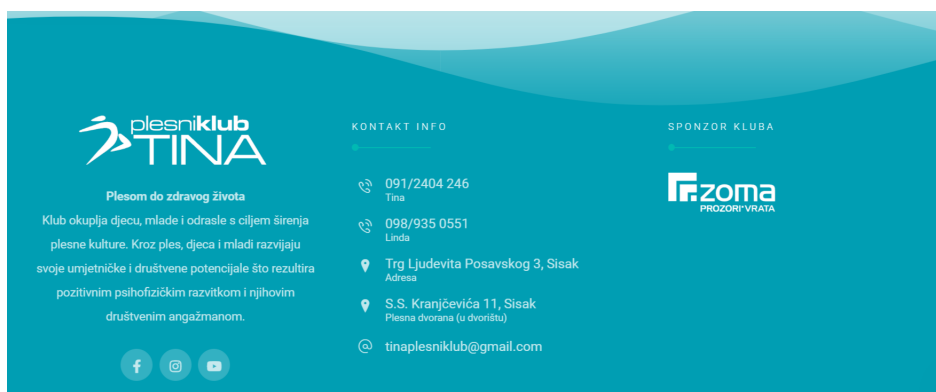 plesniklub
TINA
Plesom do zdravog života
Klub okuplja djecu, mlade i odrasle s ciljem širenja
plesne kulture. Kroz ples, djeca i mladi razvijaju
svoje umjetničke i društvene potencijale što rezultira
pozitivnim psihofizičkim razvitkom i njihovim
društvenim angažmanom.
KONTAKT INFO
091/2404 246
Tina
098/935 0551
Linda
Trg Ljudevita Posavskog 3, Sisak
Adresa
S.S. Kranjčevića 11, Sisak
Plesna dvorana (u dvorištu)
tinaplesniklub@gmail.com
SPONZOR KLUBA
zoma
PROZORI*VRATA